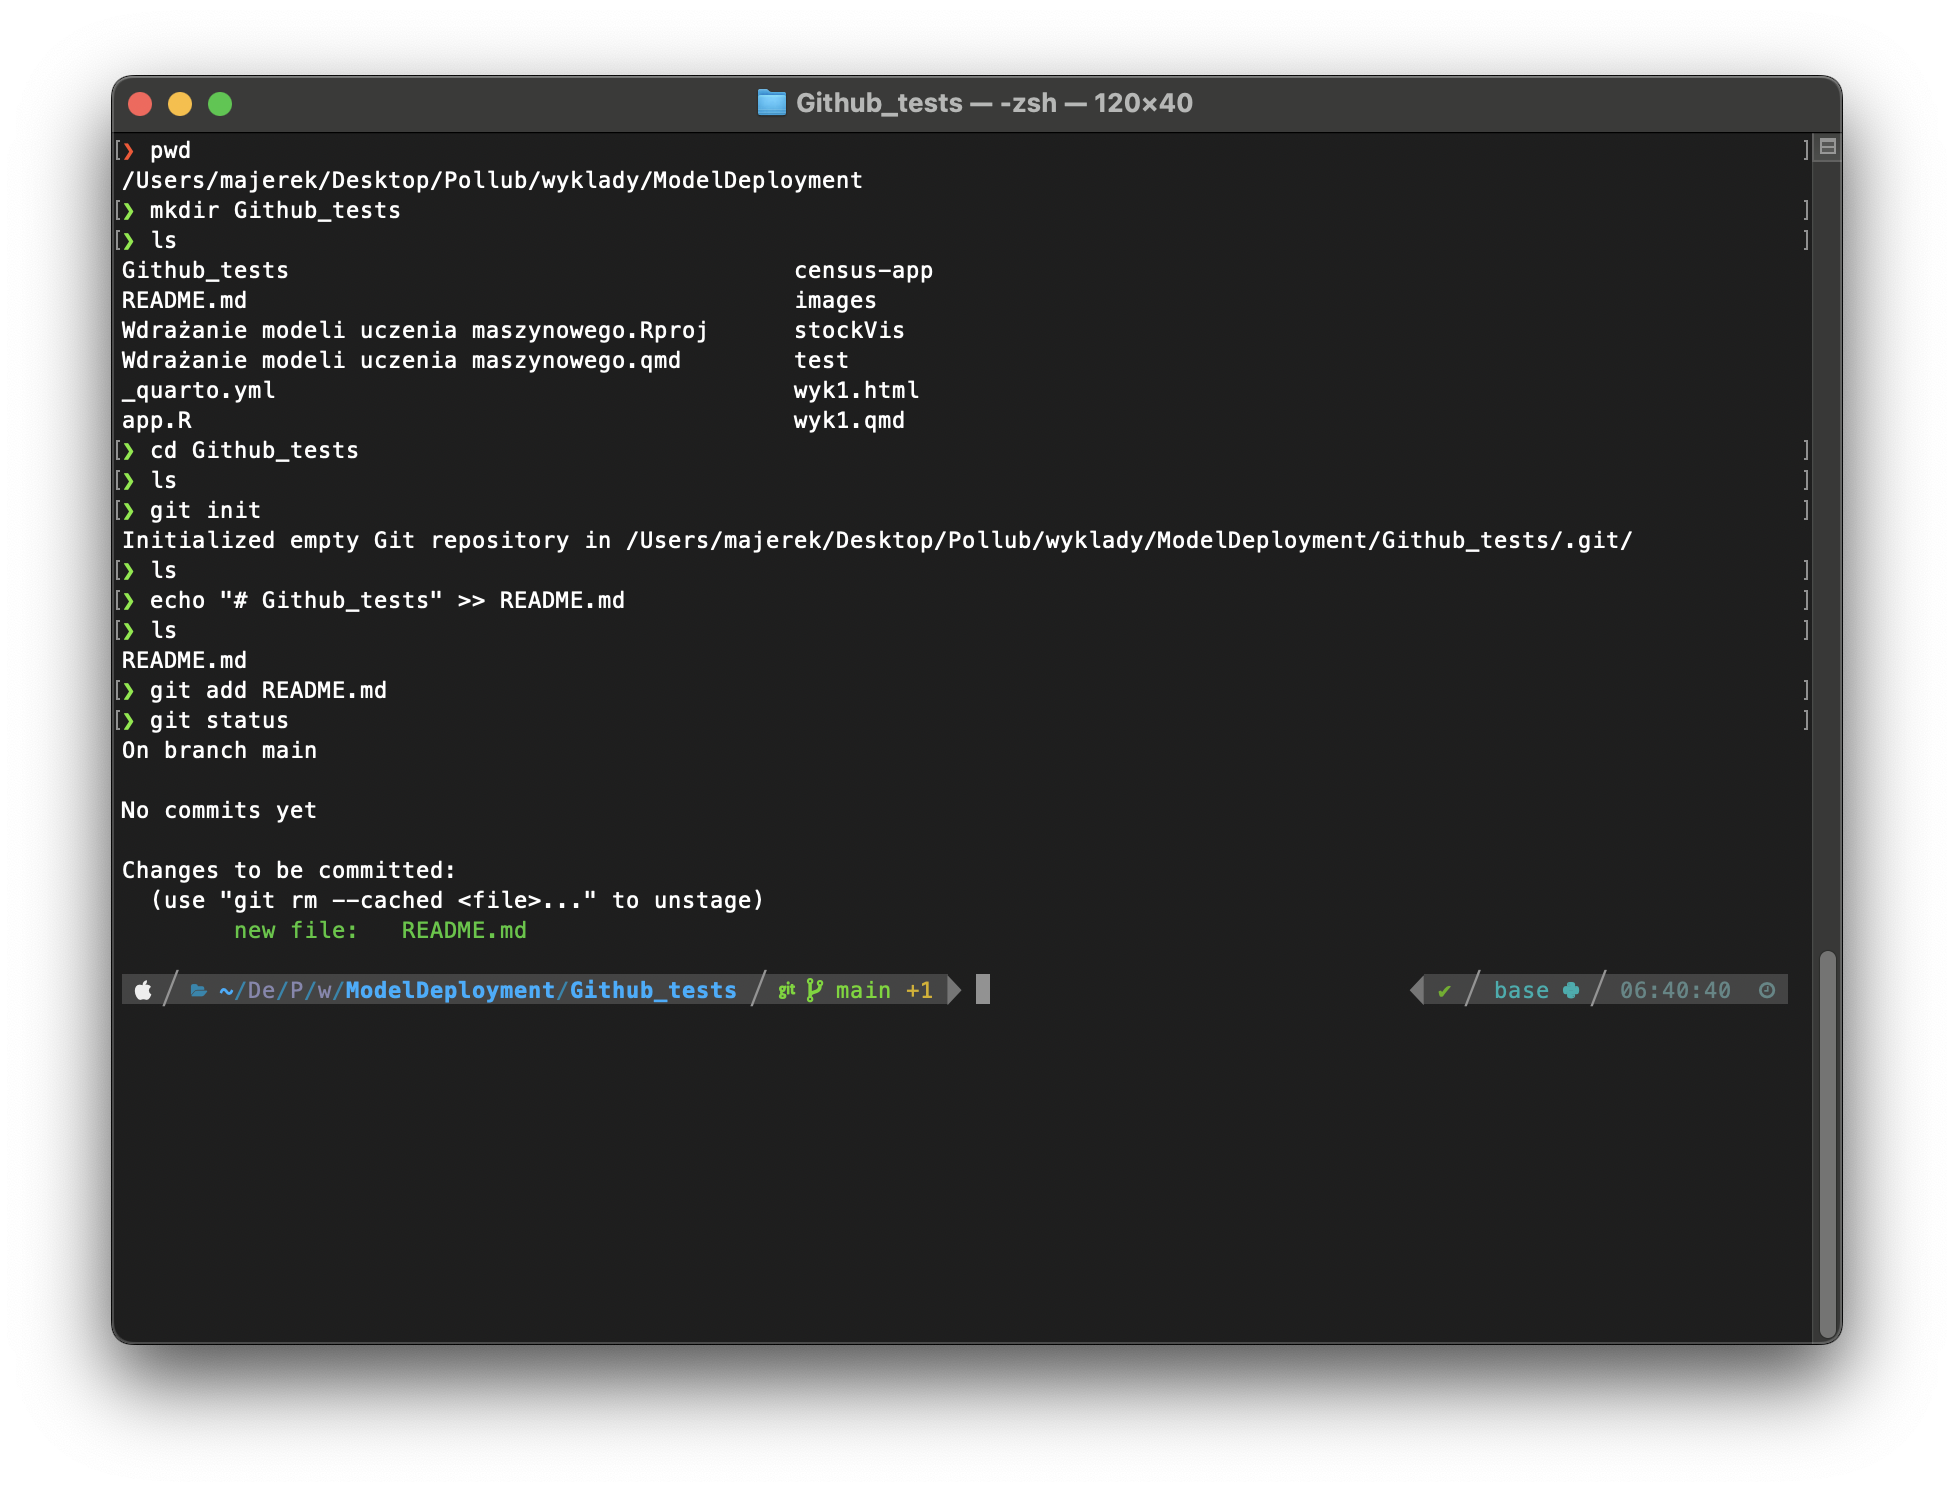 Github_tests — -zsh — 120×40
❯ pwd
/Users/majerek/Desktop/Pollub/wyklady/ModelDeployment
❯ mkdir Github_tests
❯ ls
Github_tests census-app
README.md images
Wdrażanie modeli uczenia maszynowego.Rproj stockVis
Wdrażanie modeli uczenia maszynowego.qmd test
_quarto.yml wyk1.html
app.R wyk1.qmd
❯ cd Github_tests
❯ ls
❯ git init
Initialized empty Git repository in /Users/majerek/Desktop/Pollub/wyklady/ModelDeployment/Github_tests/.git/
❯ ls
❯ echo "# Github_tests" >> README.md
❯ ls
README.md
❯ git add README.md
❯ git status
On branch main
No commits yet
Changes to be committed:
(use "git rm --cached <file>..." to unstage)
new file: README.md
~/De/P/w/ModelDeployment/Github_tests git main +1 ✔ base 06:40:40